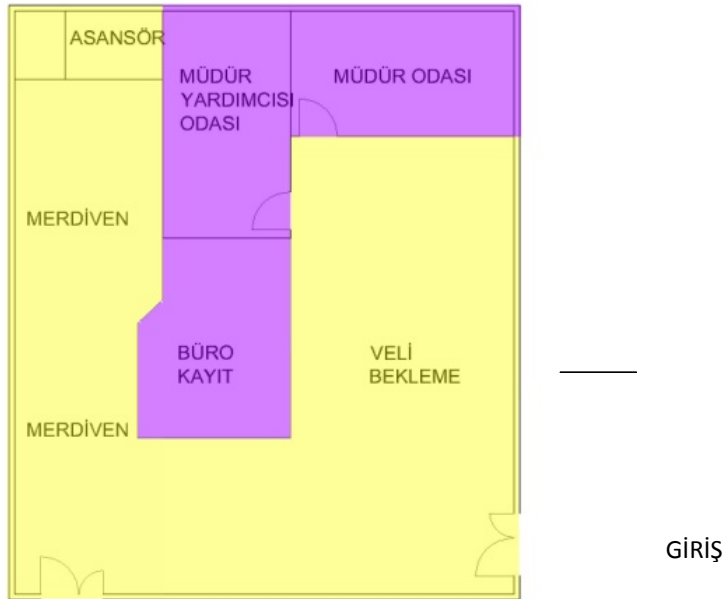 ASANSÖR
MÜDÜR
YARDIMCISI
ODASI
MÜDÜR ODASI
MERDİVEN
BÜRO
KAYIT
VELİ
BEKLEME
MERDİVEN
GİRİŞ